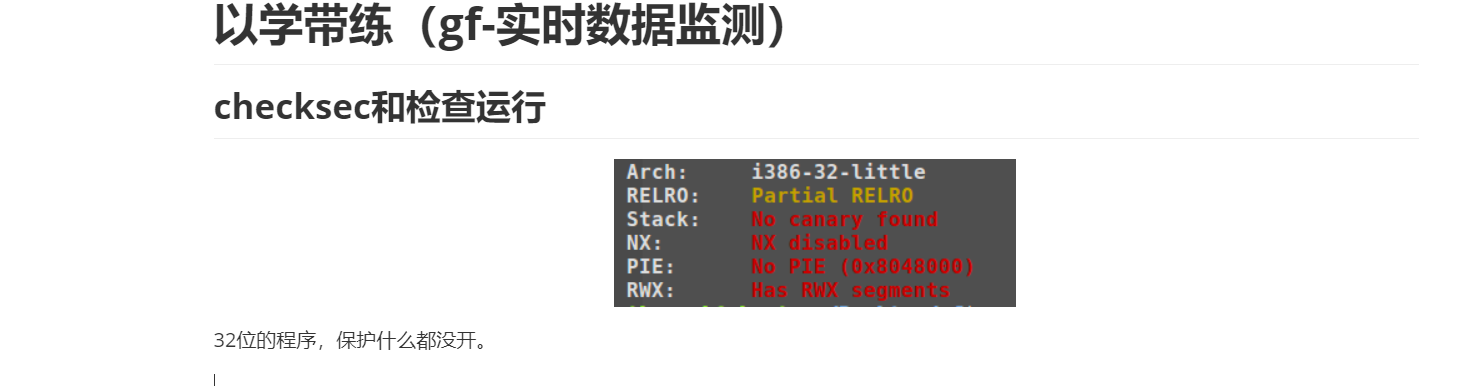 以学带练（gf-实时数据监测）
checksec和检查运行
Arch: i386-32-little
RELRO: Partial RELRO
Stack: No canary found
NX: NX disabled
PIE: No PIE (0x8048000)
RWX: Has RWX segments
32位的程序，保护什么都没开。